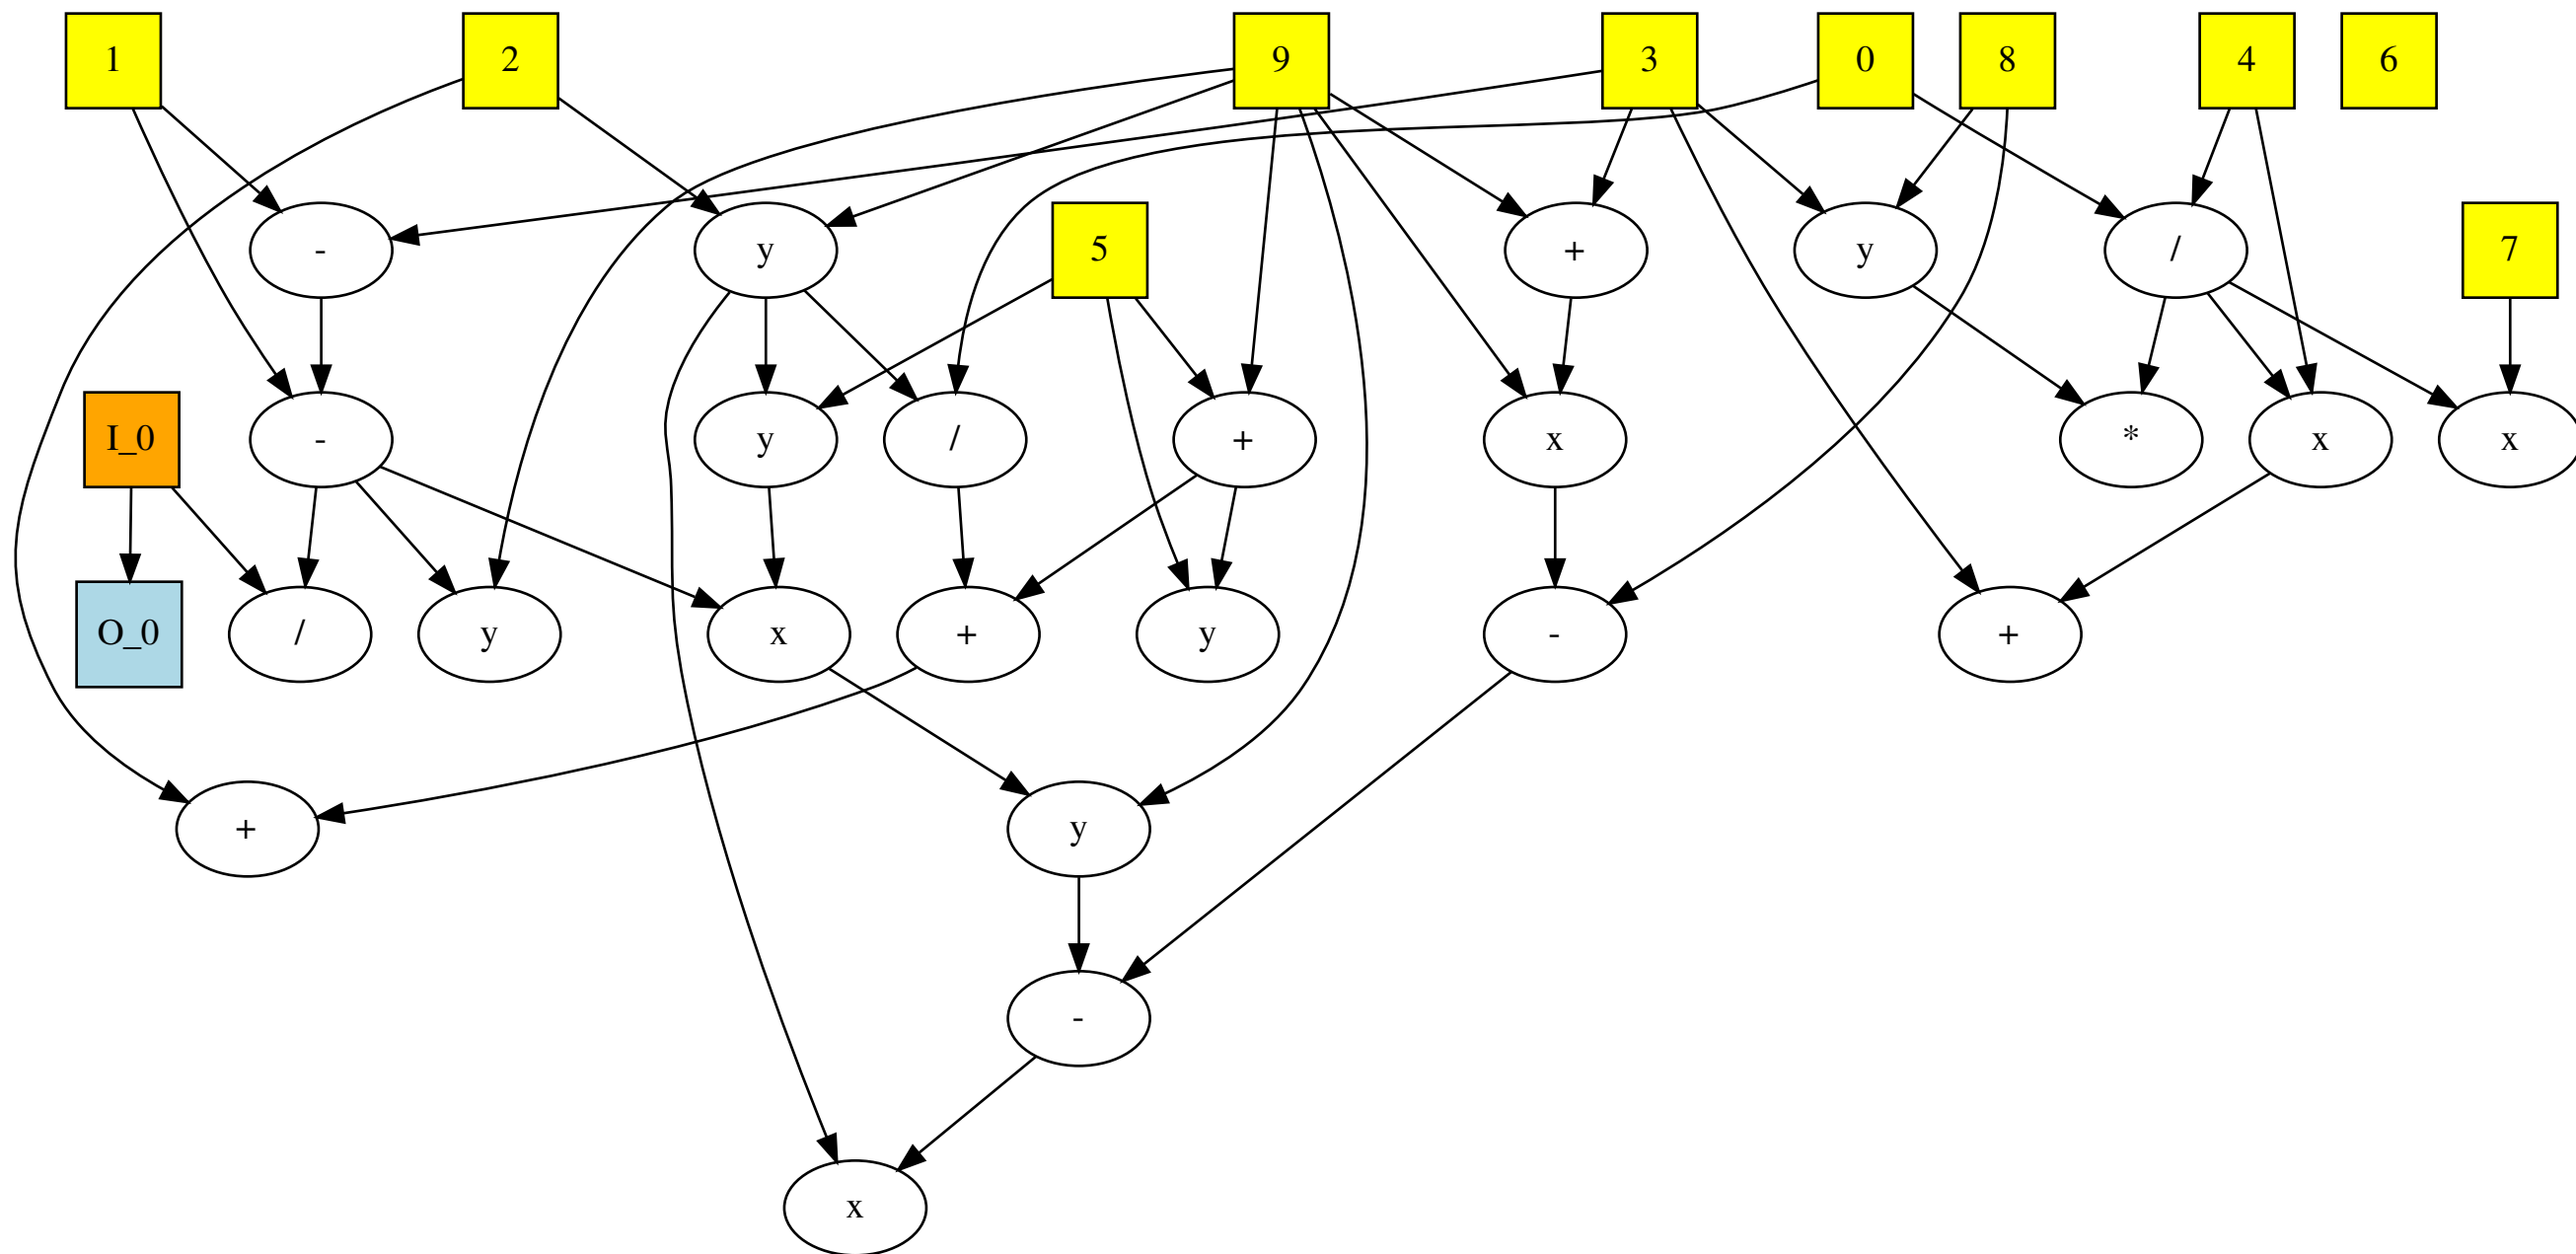 1 2 9 3 0 8 4 6
- y 5 + y / 7
I_0 - y / + x * x x
O_0 / y x + y - +
+ y
-
x